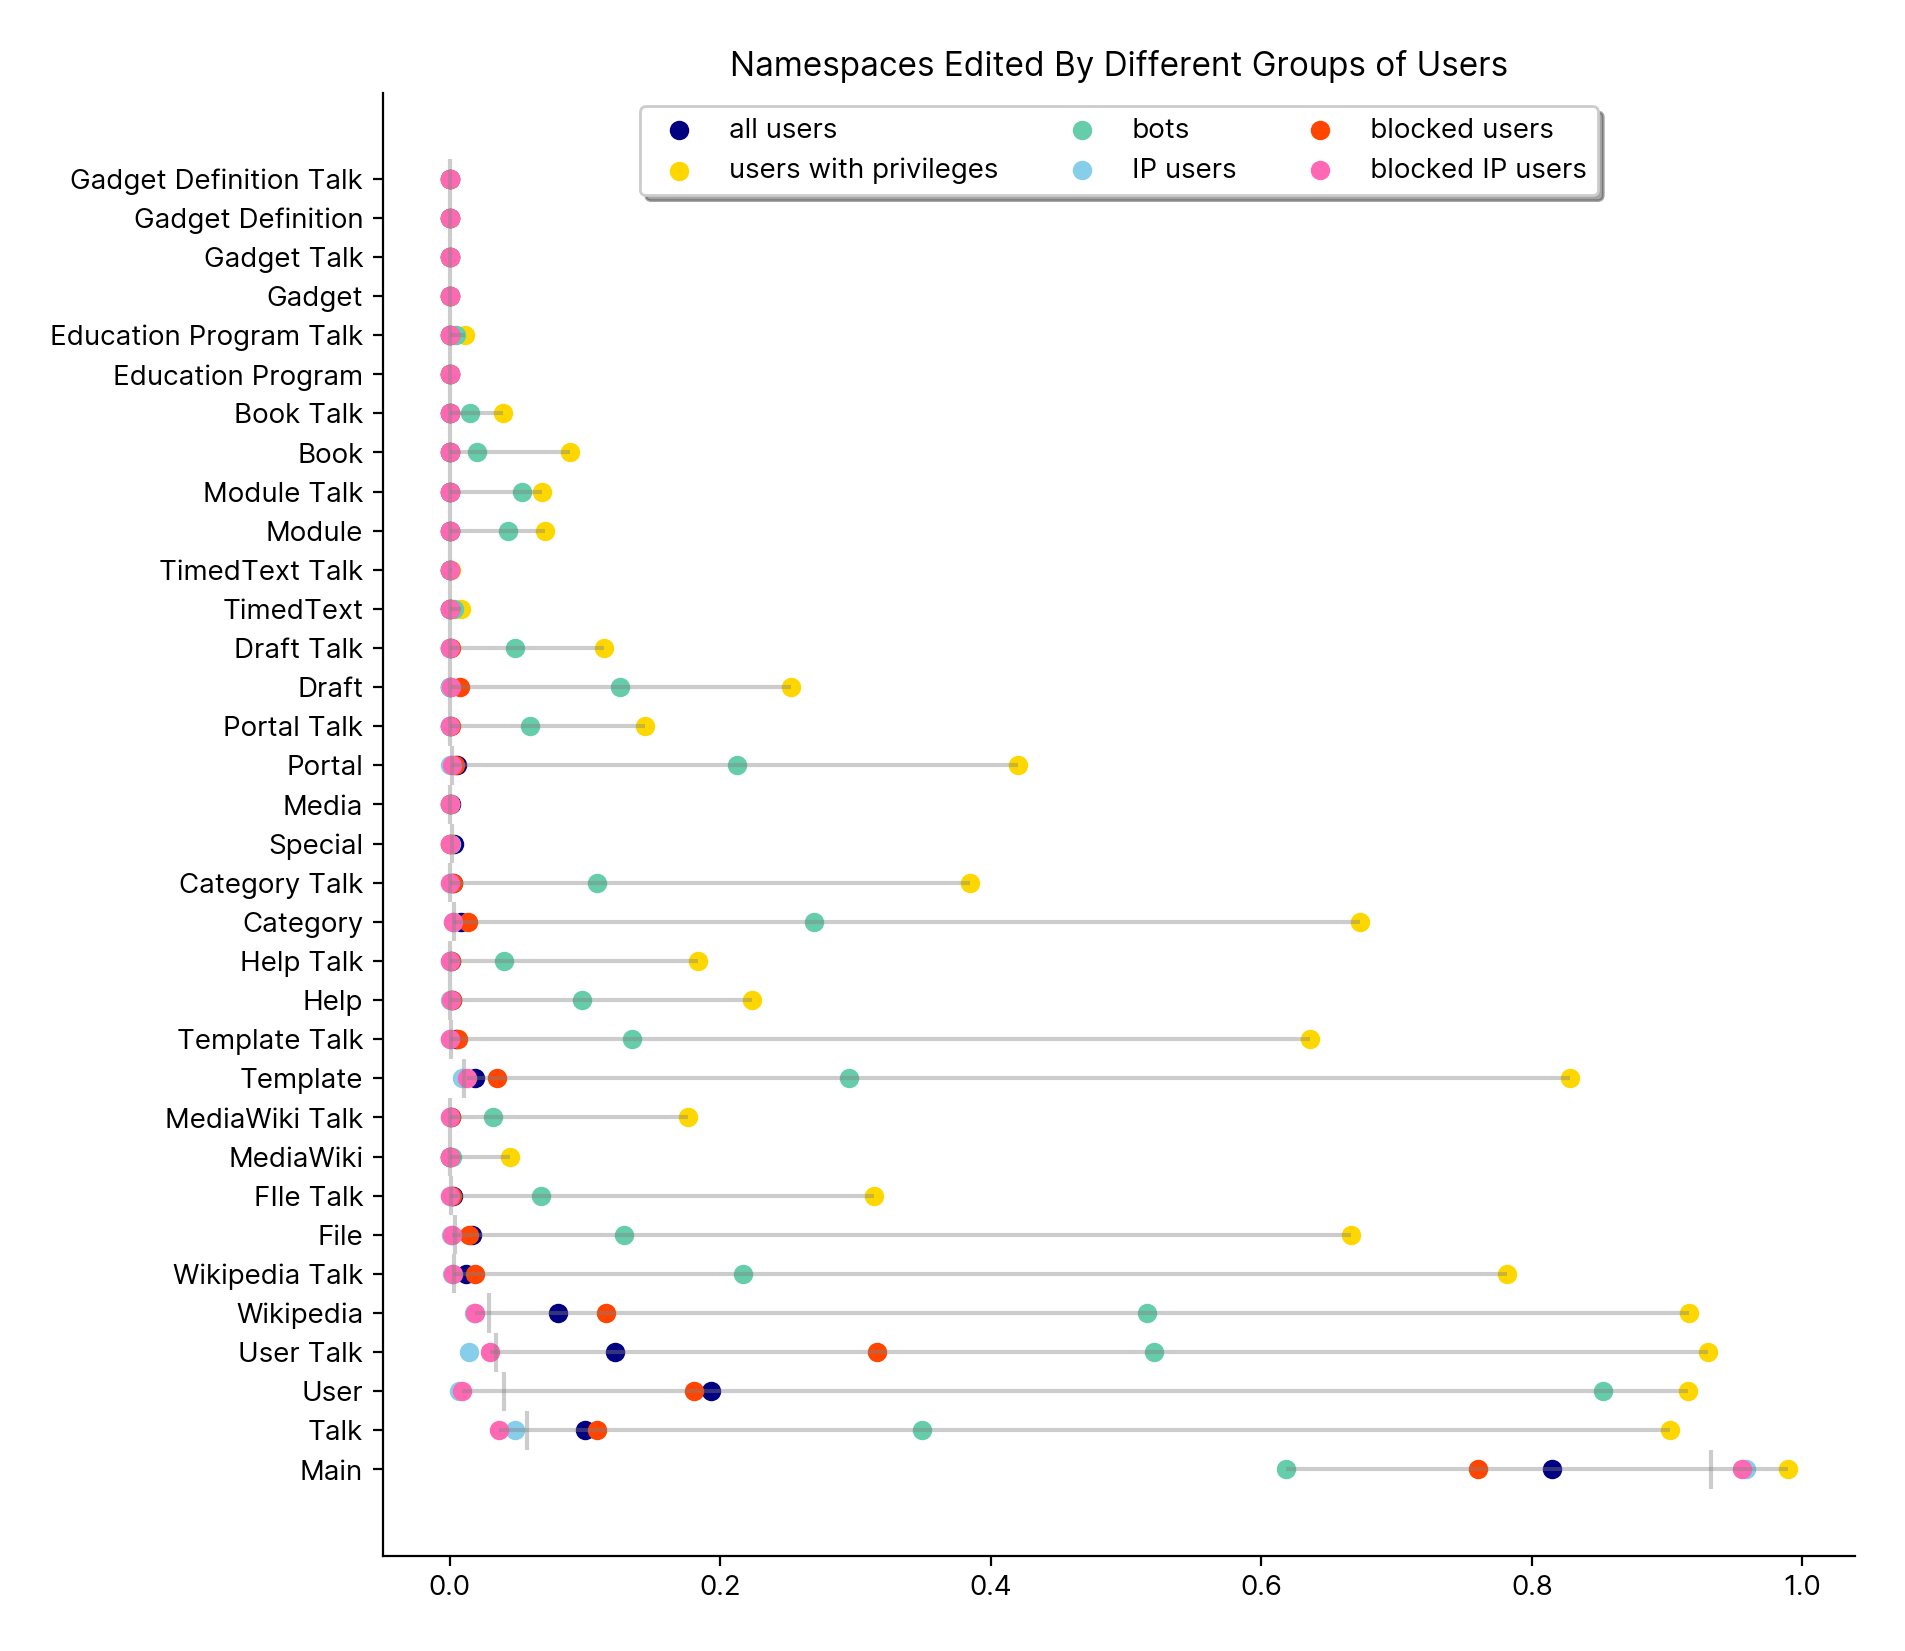 Namespaces Edited By Different Groups of Users
all users
users with privileges
bots
IP users
blocked users
blocked IP users
Gadget Definition Talk
Gadget Definition
Gadget Talk
Gadget
Education Program Talk
Education Program
Book Talk
Book
Module Talk
Module
TimedText Talk
TimedText
Draft Talk
Draft
Portal Talk
Portal
Media
Special
Category Talk
Category
Help Talk
Help
Template Talk
Template
MediaWiki Talk
MediaWiki
FIle Talk
File
Wikipedia Talk
Wikipedia
User Talk
User
Talk
Main
0.0 0.2 0.4 0.6 0.8 1.0